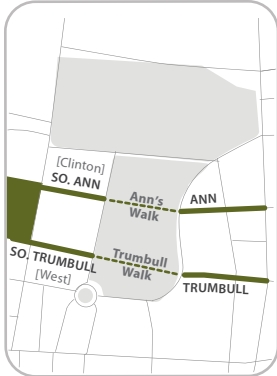 [Clinton]
SO. ANN
Ann's
Walk
ANN
SO. TRUMBULL
[West]
Trumbull
Walk
TRUMBULL